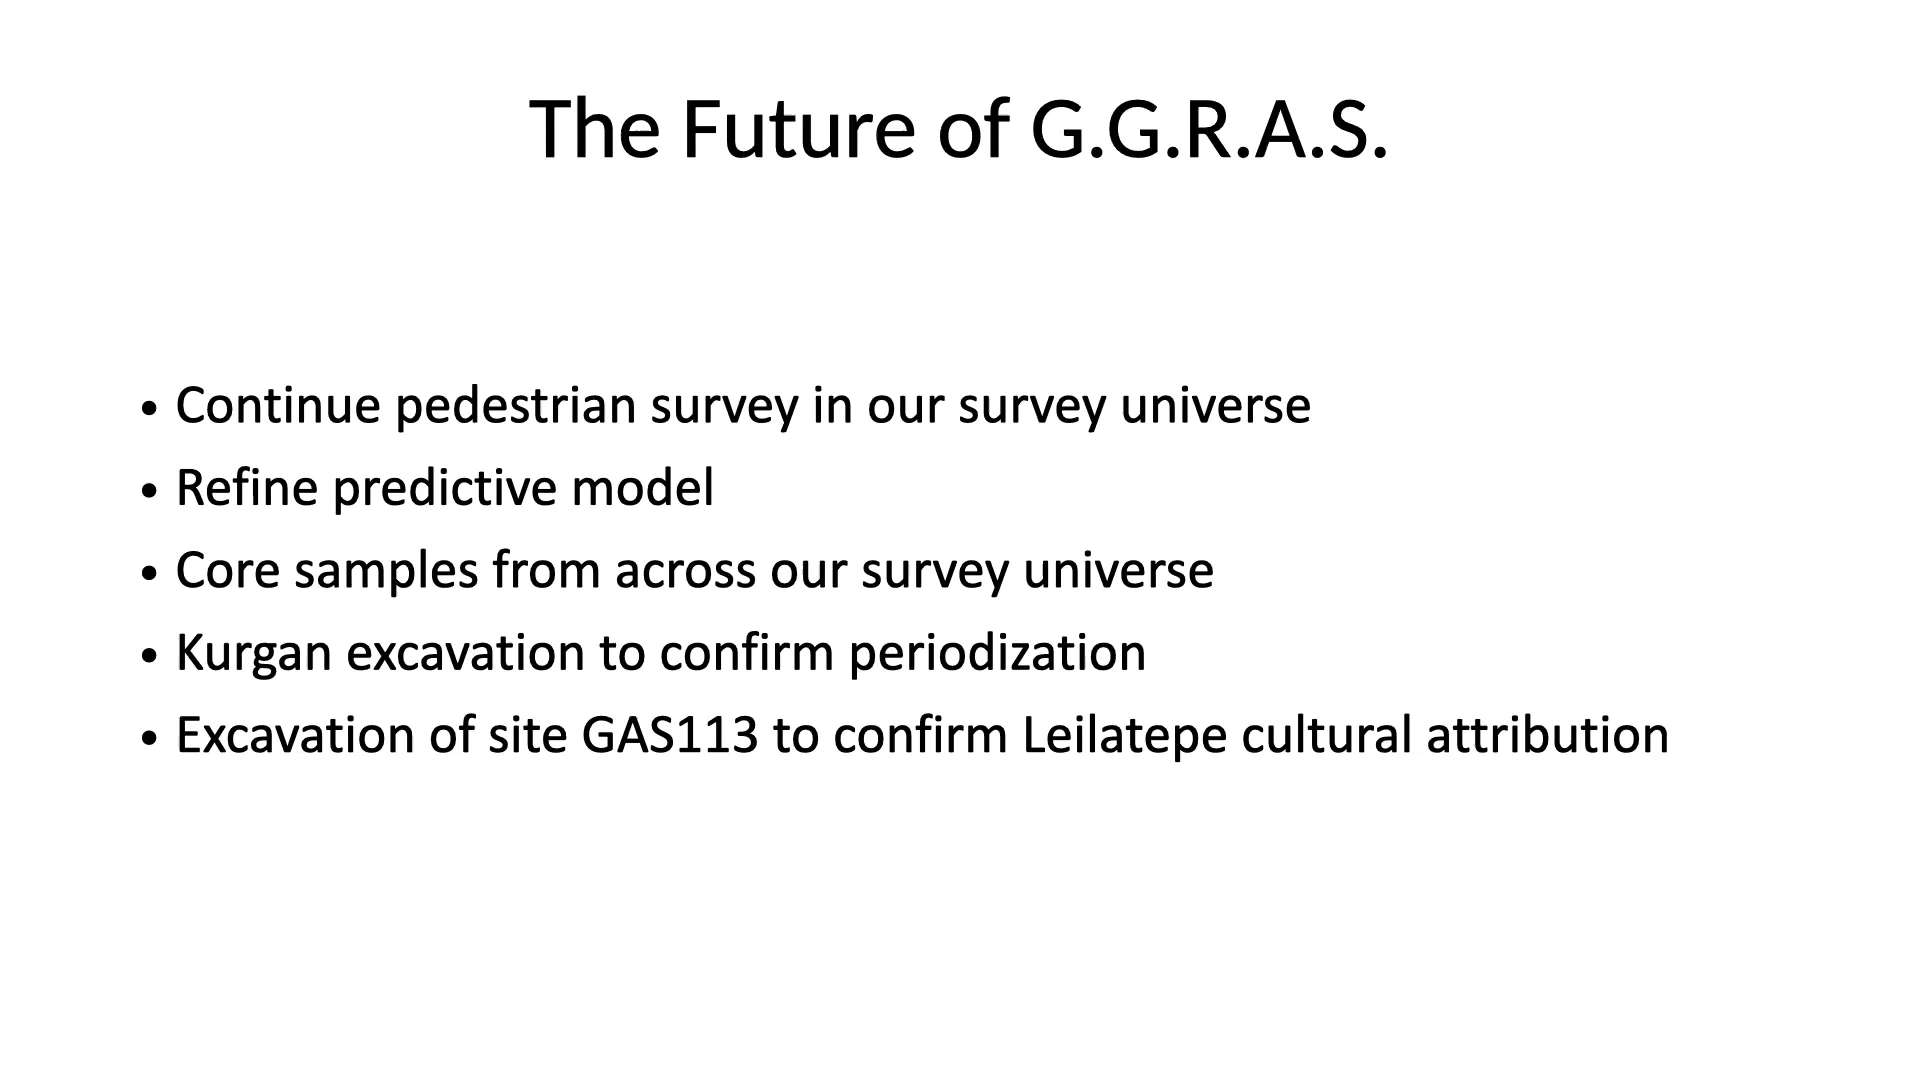 The Future of G.G.R.A.S.
• Continue pedestrian survey in our survey universe
• Refine predictive model
• Core samples from across our survey universe
• Kurgan excavation to confirm periodization
• Excavation of site GAS113 to confirm Leilatepe cultural attribution